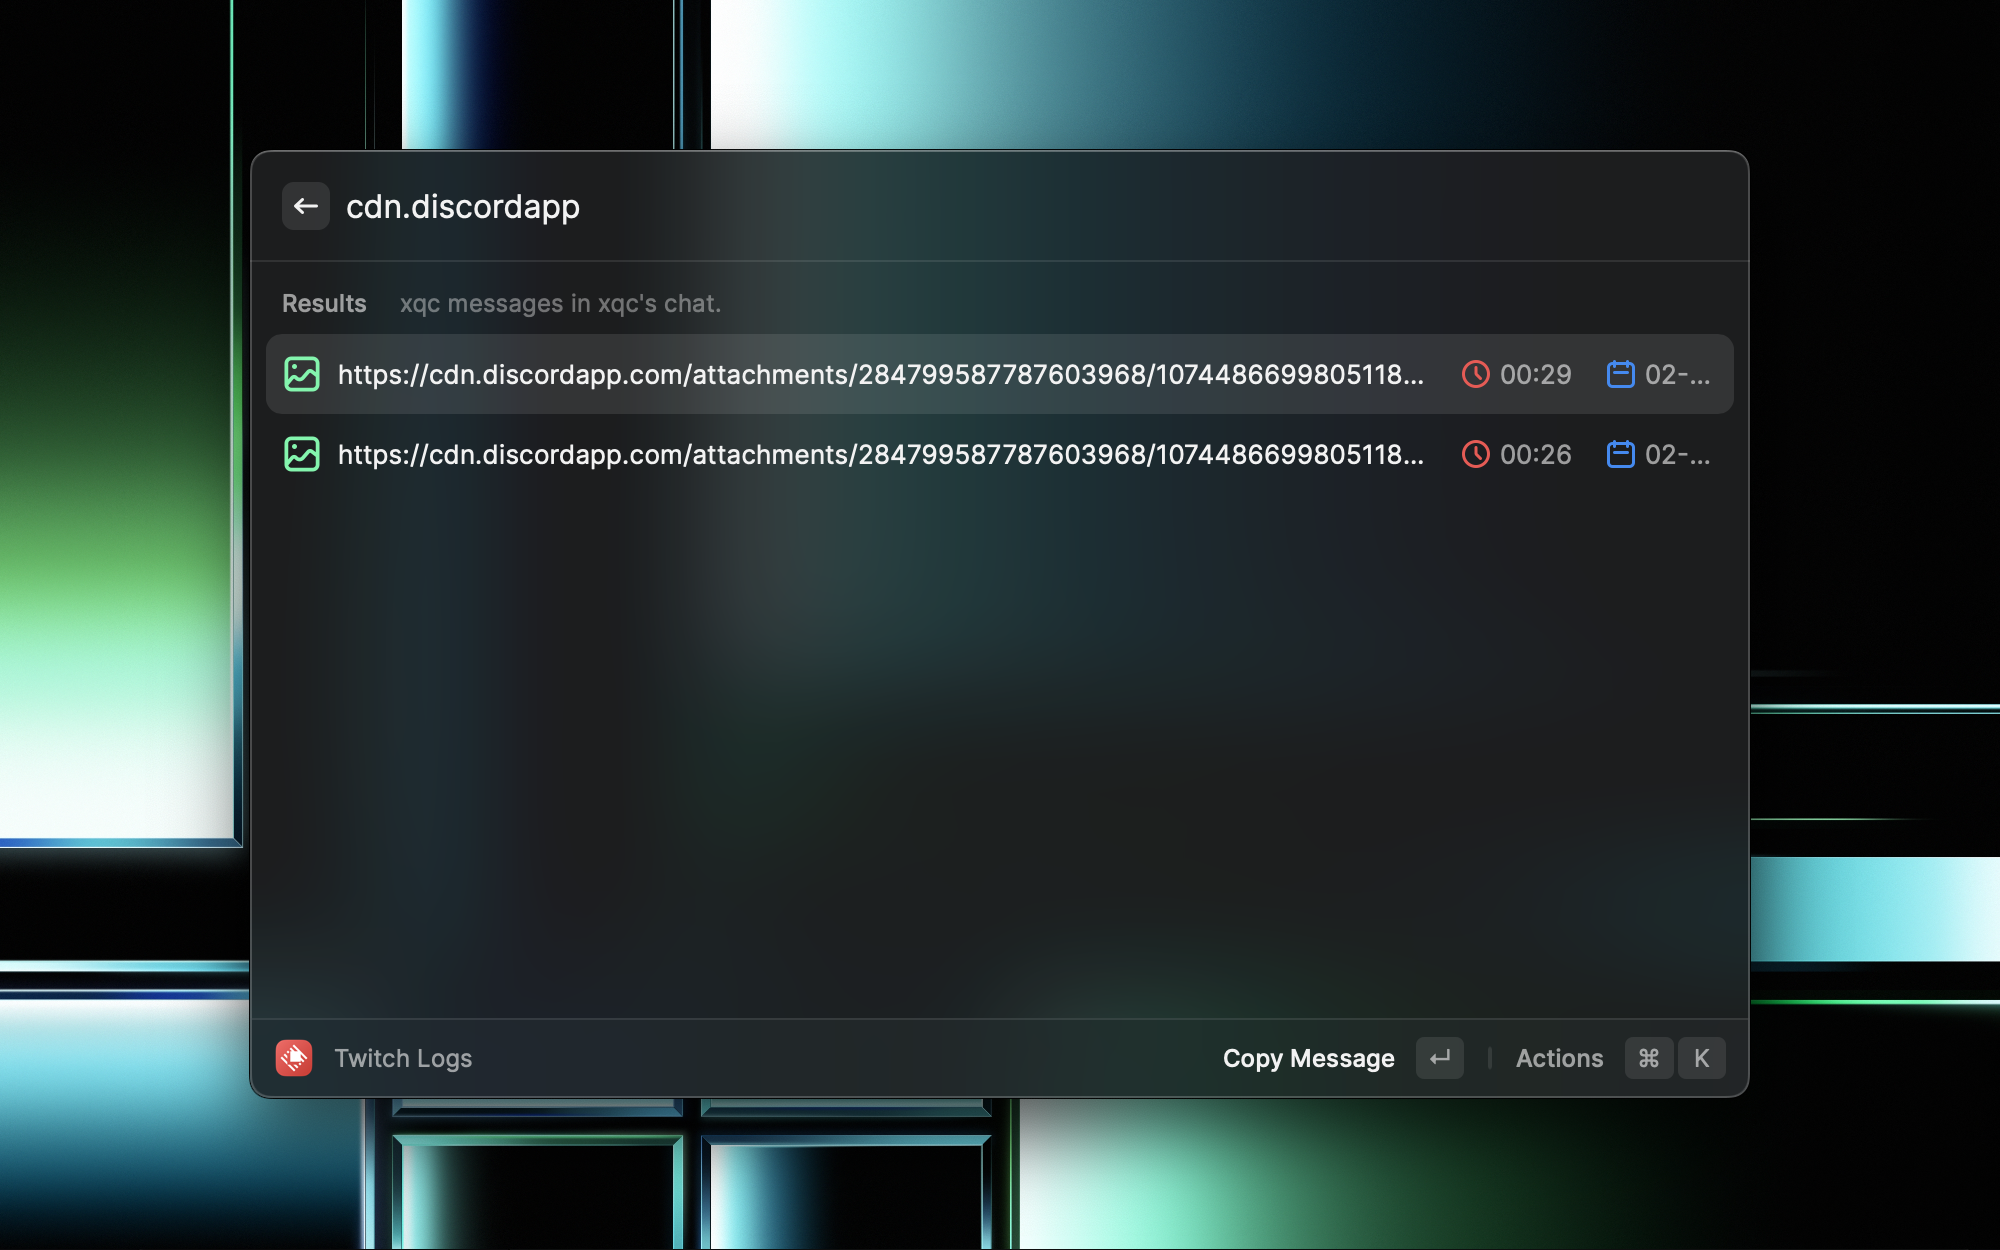 cdn.discordapp
Results xqc messages in xqc's chat.
https://cdn.discordapp.com/attachments/284799587787603968/1074486699805118... 00:29 02-...
https://cdn.discordapp.com/attachments/284799587787603968/1074486699805118... 00:26 02-...
Twitch Logs Copy Message ↵ Actions ⌘ K